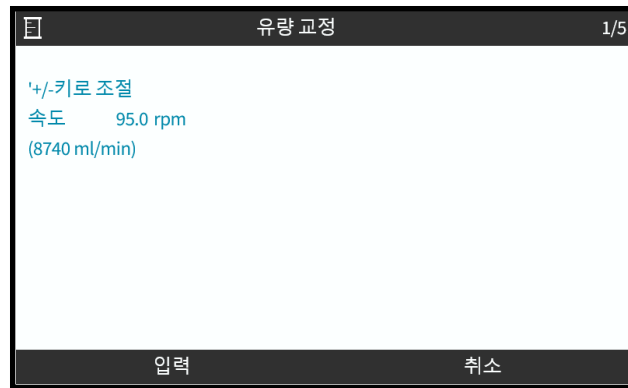 유량 교정 1/5
'+/-키로 조절
속도 95.0 rpm
(8740 ml/min)
입력 취소